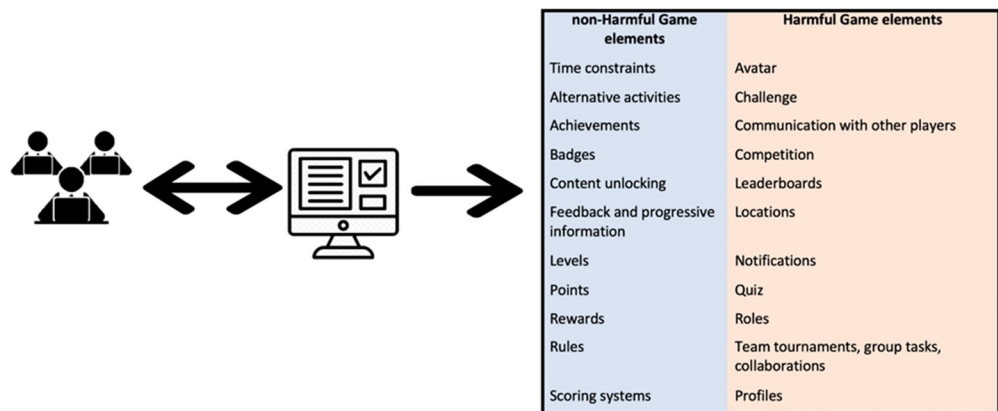 non-Harmful Game
elements
Harmful Game elements
Time constraints
Avatar
Alternative activities
Challenge
Achievements
Communication with other players
Badges
Competition
Content unlocking
Leaderboards
Feedback and progressive
information
Locations
Levels
Notifications
Points
Quiz
Rewards
Roles
Rules
Team tournaments, group tasks,
collaborations
Scoring systems
Profiles